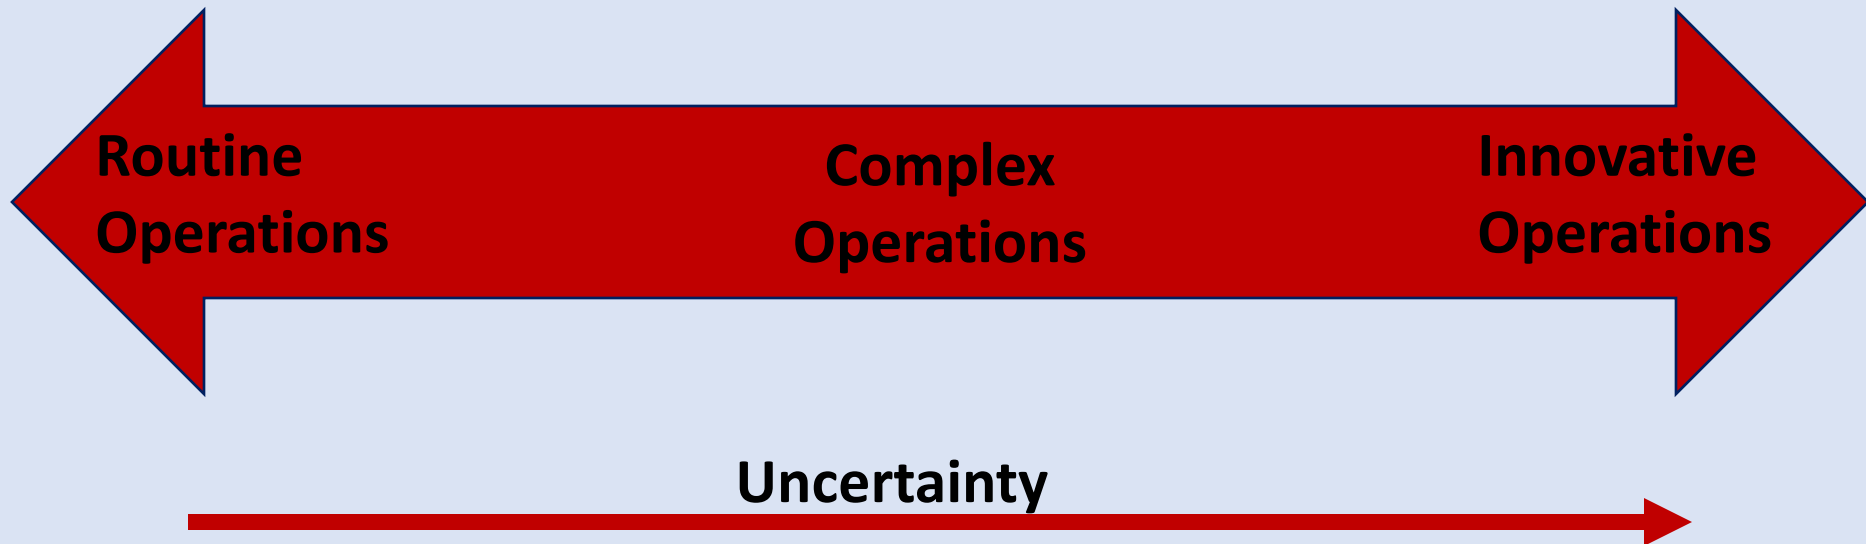 Routine
Operations
Complex
Operations
Innovative
Operations
Uncertainty